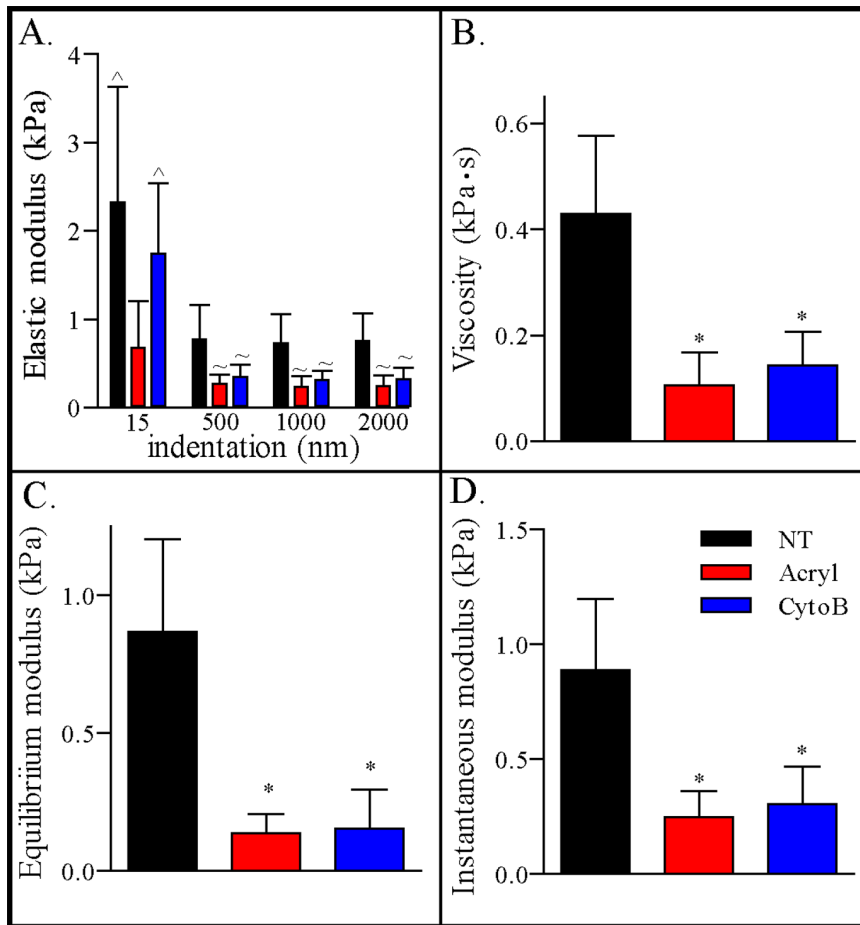 A.
Elastic modulus (kPa)
4
3
2
1
0
^
^
~
~
~
~
~
~
15
500
1000
2000
indentation (nm)
B.
Viscosity (kPa·s)
0.6
0.4
0.2
0.0
*
*
C.
Equilibriium modulus (kPa)
1.0
0.5
0.0
*
*
D.
Instantaneous modulus (kPa)
1.5
1.0
0.5
0.0
*
*
NT
Acryl
CytoB